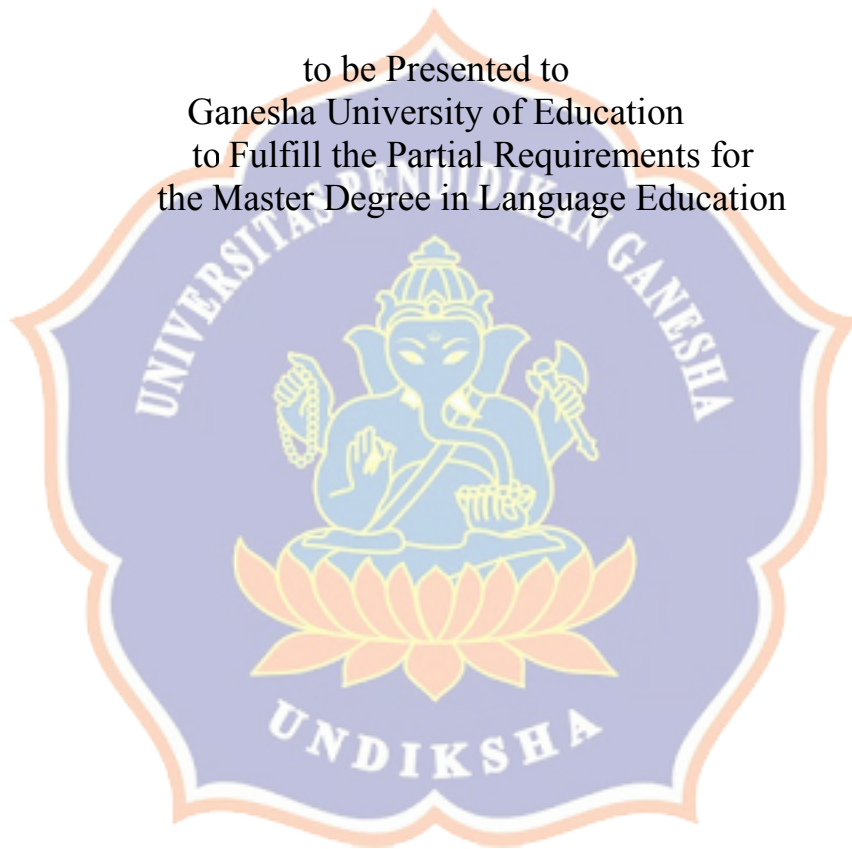 to be Presented to
Ganesha University of Education
to Fulfill the Partial Requirements for
the Master Degree in Language Education
UNIVERSITAS PENDIDIKAN GANESHA
UNDIKSHA